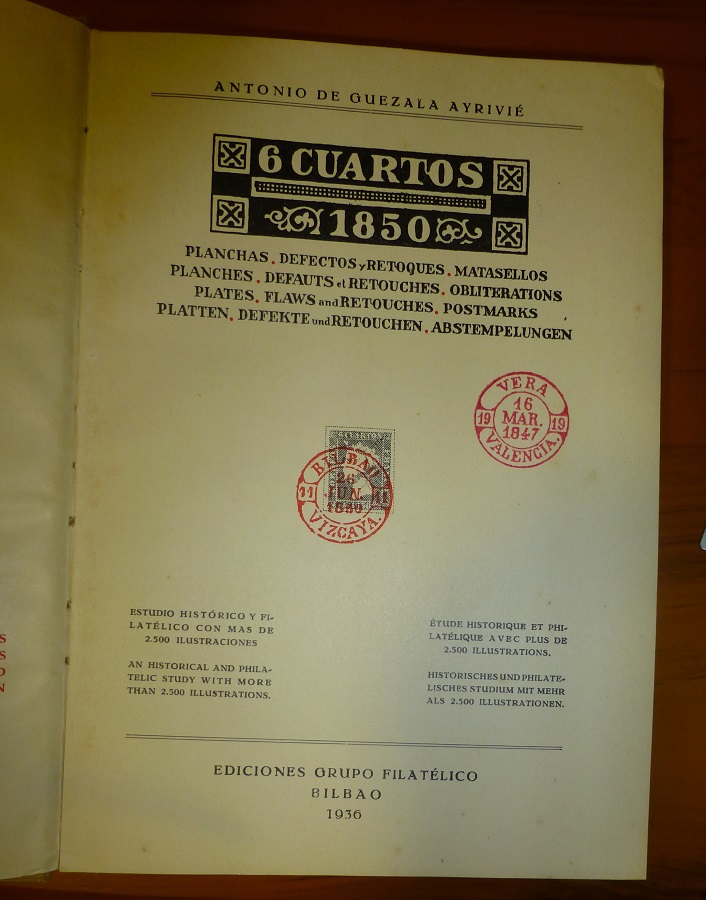 ANTONIO DE GUEZALA AYRIVIÉ
6 CUARTOS
1850
PLANCHAS. DEFECTOS y RETOQUES. MATASELLOS
PLANCHES. DEFAUTS et RETOUCHES. OBLITERATIONS
PLATES. FLAWS and RETOUCHES. POSTMARKS
PLATTEN. DEFEKTE und RETOUCHEN. ABSTEMPELUNGEN
VERA
16
19 MAR. 19
1847
VALENCIA.
BILBAO
26
11 JUN. 11
VIZCAYA.
ESTUDIO HISTÓRICO Y FI-
LATÉLICO CON MAS DE
2.500 ILUSTRACIONES
AN HISTORICAL AND PHILA-
TELIC STUDY WITH MORE
THAN 2.500 ILLUSTRATIONS.
ÉTUDE HISTORIQUE ET PHI-
LATÉLIQUE AVEC PLUS DE
2.500 ILLUSTRATIONS.
HISTORISCHES UND PHILATE-
LISCHES STUDIUM MIT MEHR
ALS 2.500 ILLUSTRATIONEN.
EDICIONES GRUPO FILATÉLICO
BILBAO
1936